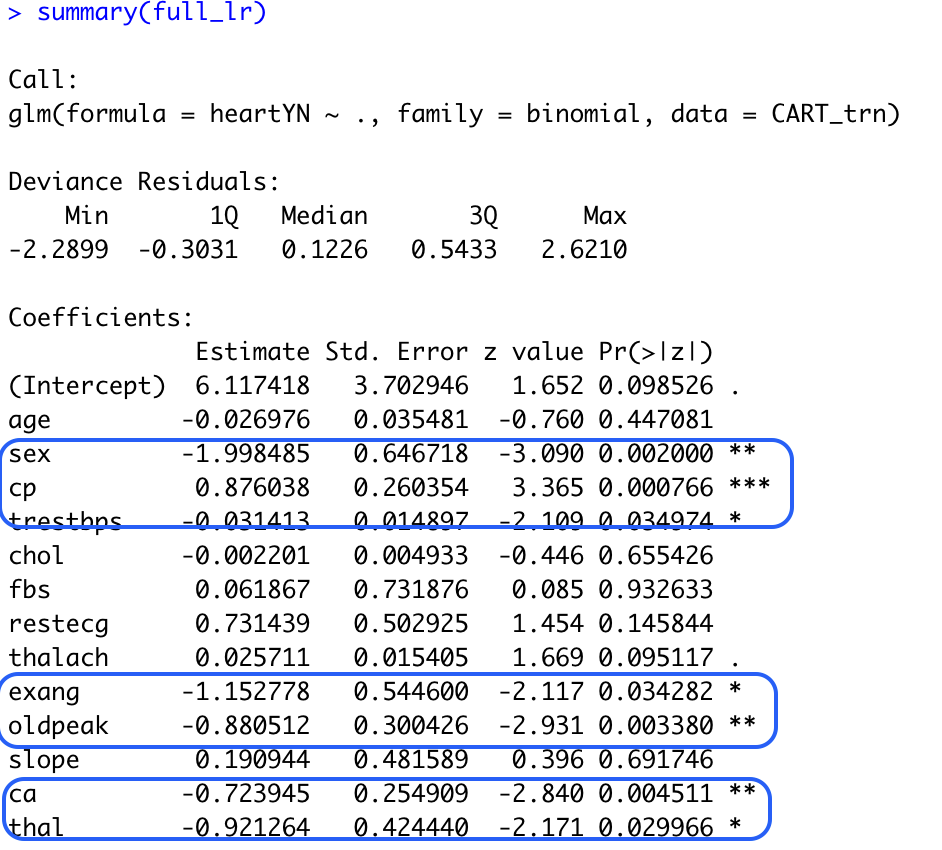 > summary(full_lr)
Call:
glm(formula = heartYN ~ ., family = binomial, data = CART_trn)
Deviance Residuals:
Min 1Q Median 3Q Max
-2.2899 -0.3031 0.1226 0.5433 2.6210
Coefficients:
Estimate Std. Error z value Pr(>|z|)
(Intercept) 6.117418 3.702946 1.652 0.098526 .
age -0.026976 0.035481 -0.760 0.447081
sex -1.998485 0.646718 -3.090 0.002000 **
cp 0.876038 0.260354 3.365 0.000766 ***
trestbps -0.031413 0.014897 -2.109 0.034974 *
chol -0.002201 0.004933 -0.446 0.655426
fbs 0.061867 0.731876 0.085 0.932633
restecg 0.731439 0.502925 1.454 0.145844
thalach 0.025711 0.015405 1.669 0.095117 .
exang -1.152778 0.544600 -2.117 0.034282 *
oldpeak -0.880512 0.300426 -2.931 0.003380 **
slope 0.190944 0.481589 0.396 0.691746
ca -0.723945 0.254909 -2.840 0.004511 **
thal -0.921264 0.424440 -2.171 0.029966 *